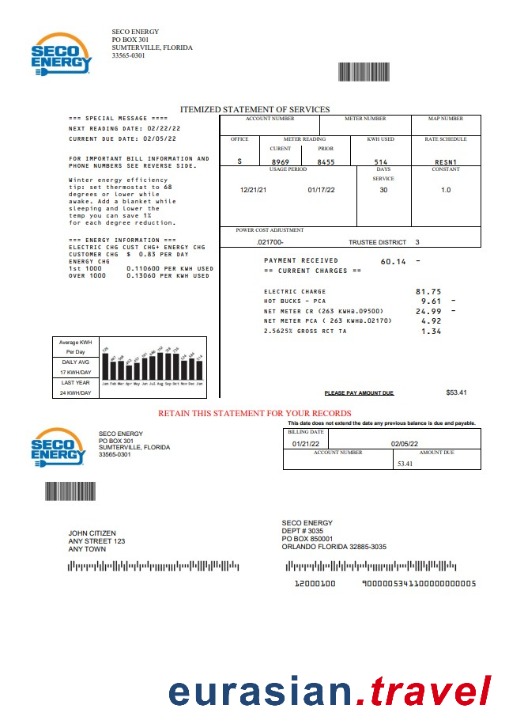 SECO ENERGY
PO BOX 301
SUMTERVILLE, FLORIDA
33565-0301
SECO
ENERGY
ITEMIZED STATEMENT OF SERVICES
=== SPECIAL MESSAGE ====
NEXT READING DATE: 02/22/22
CURRENT DUE DATE: 02/05/22
FOR IMPORTANT BILL INFORMATION AND
PHONE NUMBERS SEE REVERSE SIDE.
Winter energy efficiency
tip: set thermostat to 68
degrees or lower while
awake. Add a blanket while
sleeping and lower the
temp you can save 1%
for each degree reduction.
=== ENERGY INFORMATION ===
ELECTRIC CHG CUST CHG+ ENERGY CHG
CUSTOMER CHG $ 0.83 PER DAY
ENERGY CHG
1st 1000 0.110600 PER KWH USED
OVER 1000 0.13060 PER KWH USED
ACCOUNT NUMBER METER NUMBER MAP NUMBER
OFFICE METER READING KWH USED RATE SCHEDULE
CURENT PRIOR
S 8969 8455 514 RESN1
USAGE PERIOD DAYS SERVICE CONSTANT
12/21/21 01/17/22 30 1.0
POWER COST ADJUSTMENT
.021700- TRUSTEE DISTRICT 3
PAYMENT RECEIVED 60.14 -
== CURRENT CHARGES ==
ELECTRIC CHARGE 81.75
HOT BUCKS - PCA 9.61 -
NET METER CR (263 KWH@.09500) 24.99 -
NET METER PCA ( 263 KWH@.02170) 4.92
2.5625% GROSS RCT TA 1.34
Average KWH
Per Day
DAILY AVG
17 KWH/DAY
LAST YEAR
24 KWH/DAY
Jan Feb Mar Apr May Jun Jul Aug Sep Oct Nov Dec Jan
PLEASE PAY AMOUNT DUE $53.41
RETAIN THIS STATEMENT FOR YOUR RECORDS
This date does not extend the date any previous balance is due and payable.
SECO
ENERGY
SECO ENERGY
PO BOX 301
SUMTERVILLE, FLORIDA
33565-0301
BILLING DATE
01/21/22 02/05/22
ACCOUNT NUMBER AMOUNT DUE
53.41
JOHN CITIZEN
ANY STREET 123
ANY TOWN
SECO ENERGY
DEPT # 3035
PO BOX 850001
ORLANDO FLORIDA 32885-3035
12000100 9000005341100000000005
eurasian.travel